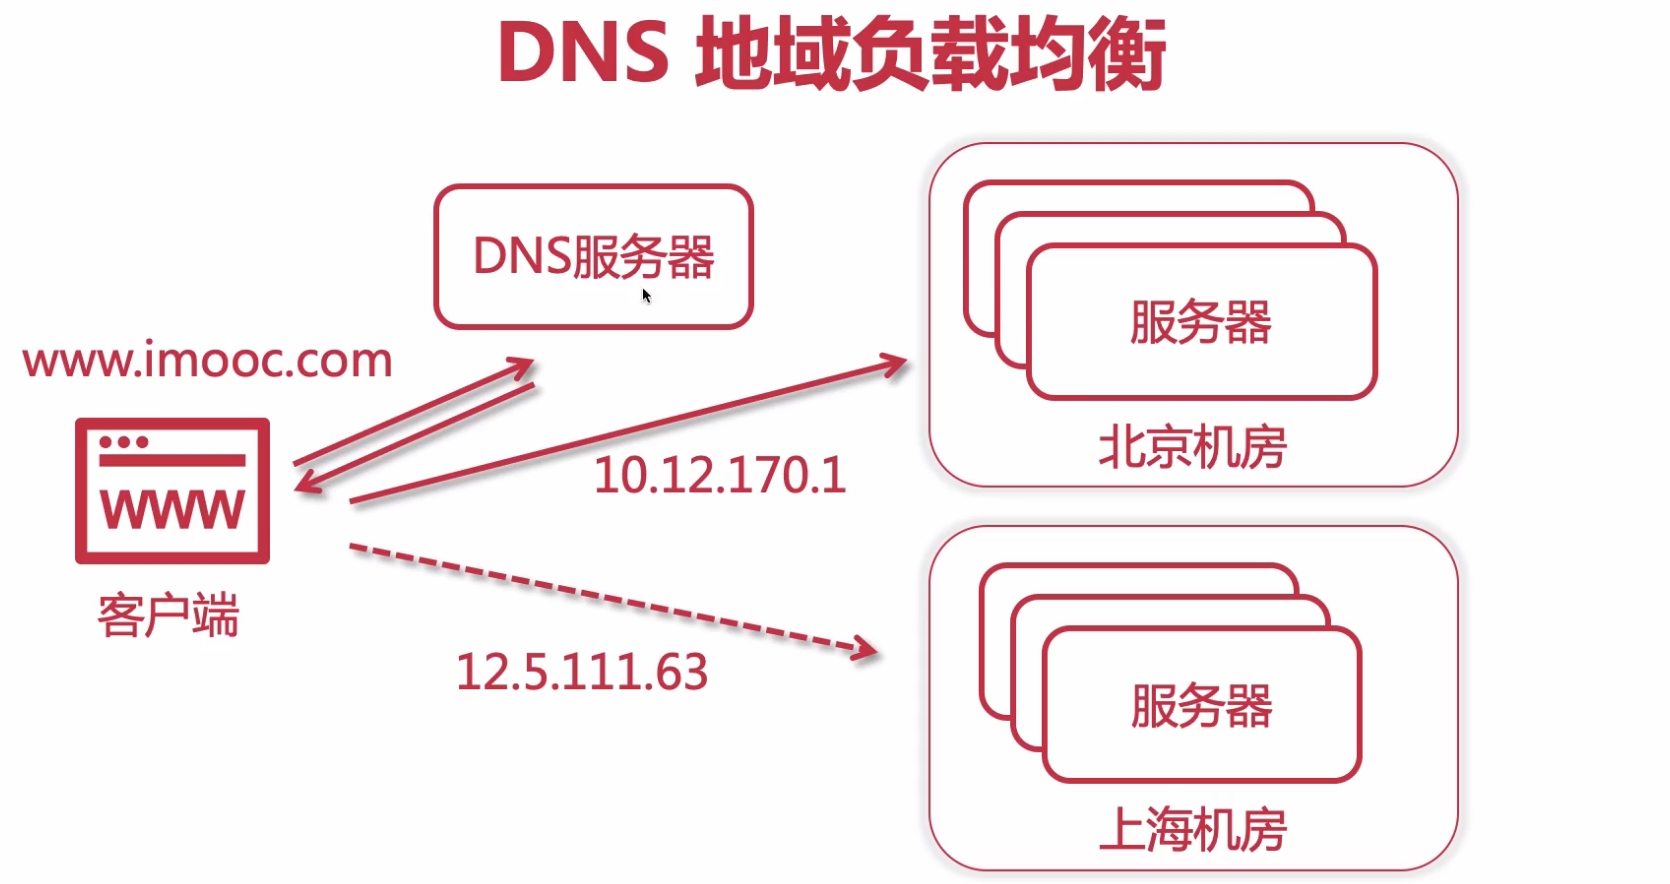 DNS 地域负载均衡
DNS服务器
www.imooc.com
WWW
客户端
10.12.170.1
12.5.111.63
服务器
北京机房
服务器
上海机房